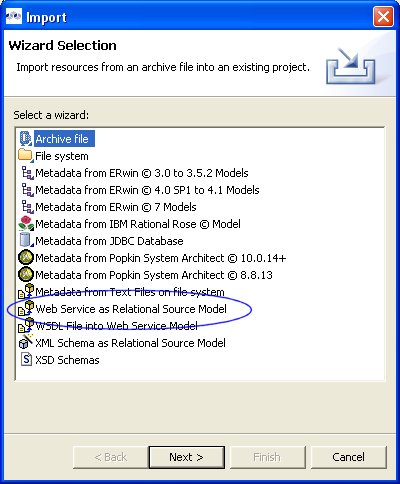 Import
Wizard Selection
Import resources from an archive file into an existing project.
Select a wizard:
Archive file
File system
Metadata from ERwin © 3.0 to 3.5.2 Models
Metadata from ERwin © 4.0 SP1 to 4.1 Models
Metadata from ERwin © 7 Models
Metadata from IBM Rational Rose © Model
Metadata from JDBC Database
Metadata from Popkin System Architect © 10.0.14+
Metadata from Popkin System Architect © 8.8.13
Metadata from Text Files on file system
Web Service as Relational Source Model
WSDL File into Web Service Model
XML Schema as Relational Source Model
XSD Schemas
< Back
Next >
Finish
Cancel